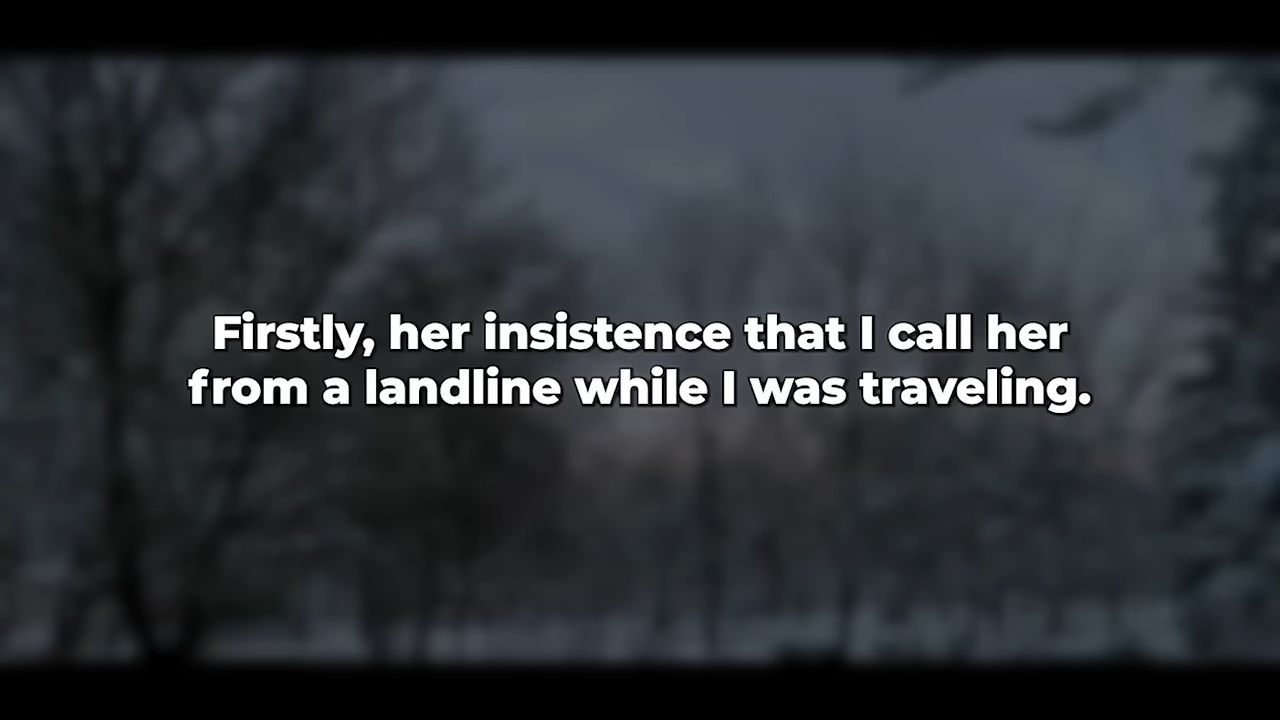 Firstly, her insistence that I call her
from a landline while I was traveling.